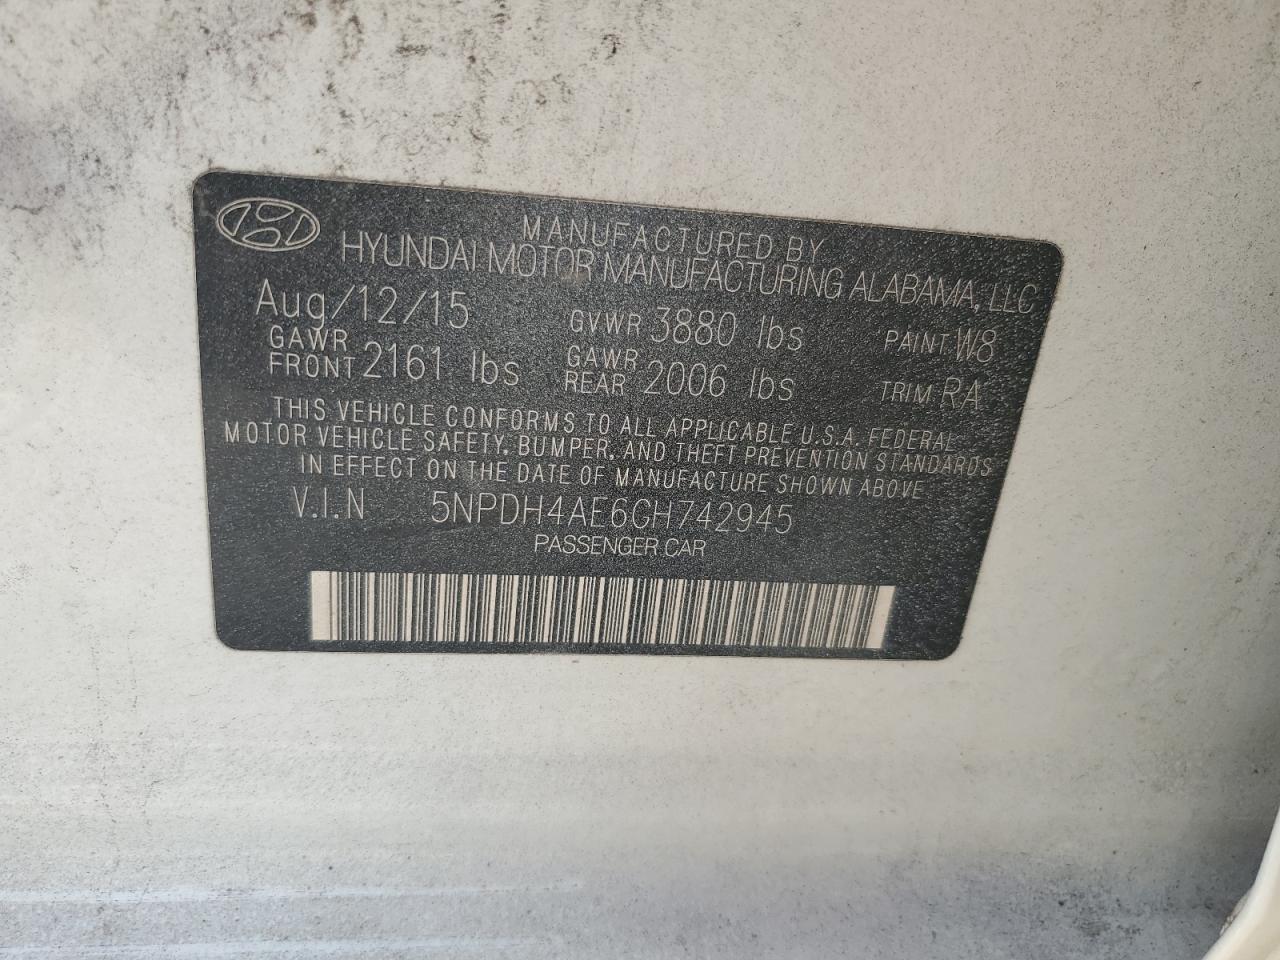 MANUFACTURED BY
HYUNDAI MOTOR MANUFACTURING ALABAMA, LLC
Aug/12/15 GVWR 3880 lbs PAINT W8
GAWR FRONT 2161 lbs GAWR REAR 2006 lbs TRIM RA
THIS VEHICLE CONFORMS TO ALL APPLICABLE U.S.A. FEDERAL
MOTOR VEHICLE SAFETY, BUMPER, AND THEFT PREVENTION STANDARDS
IN EFFECT ON THE DATE OF MANUFACTURE SHOWN ABOVE
V.I.N 5NPDH4AE6GH742945
PASSENGER CAR